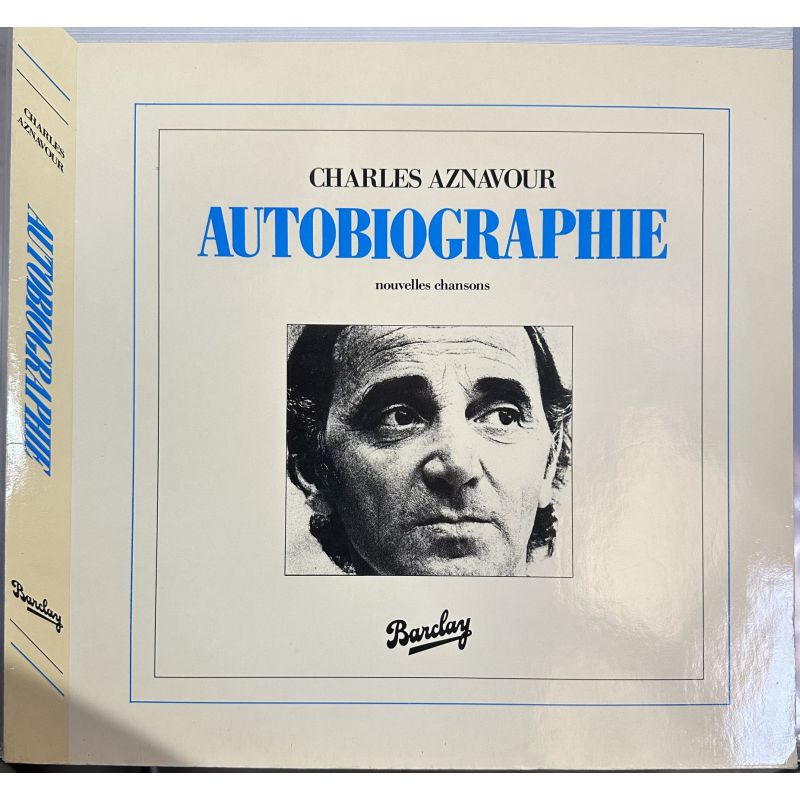 CHARLES AZNAVOUR
AUTOBIOGRAPHIE
nouvelles chansons
Barclay
CHARLES
AZNAVOUR
AUTOBIOGRAPHIE
Barclay